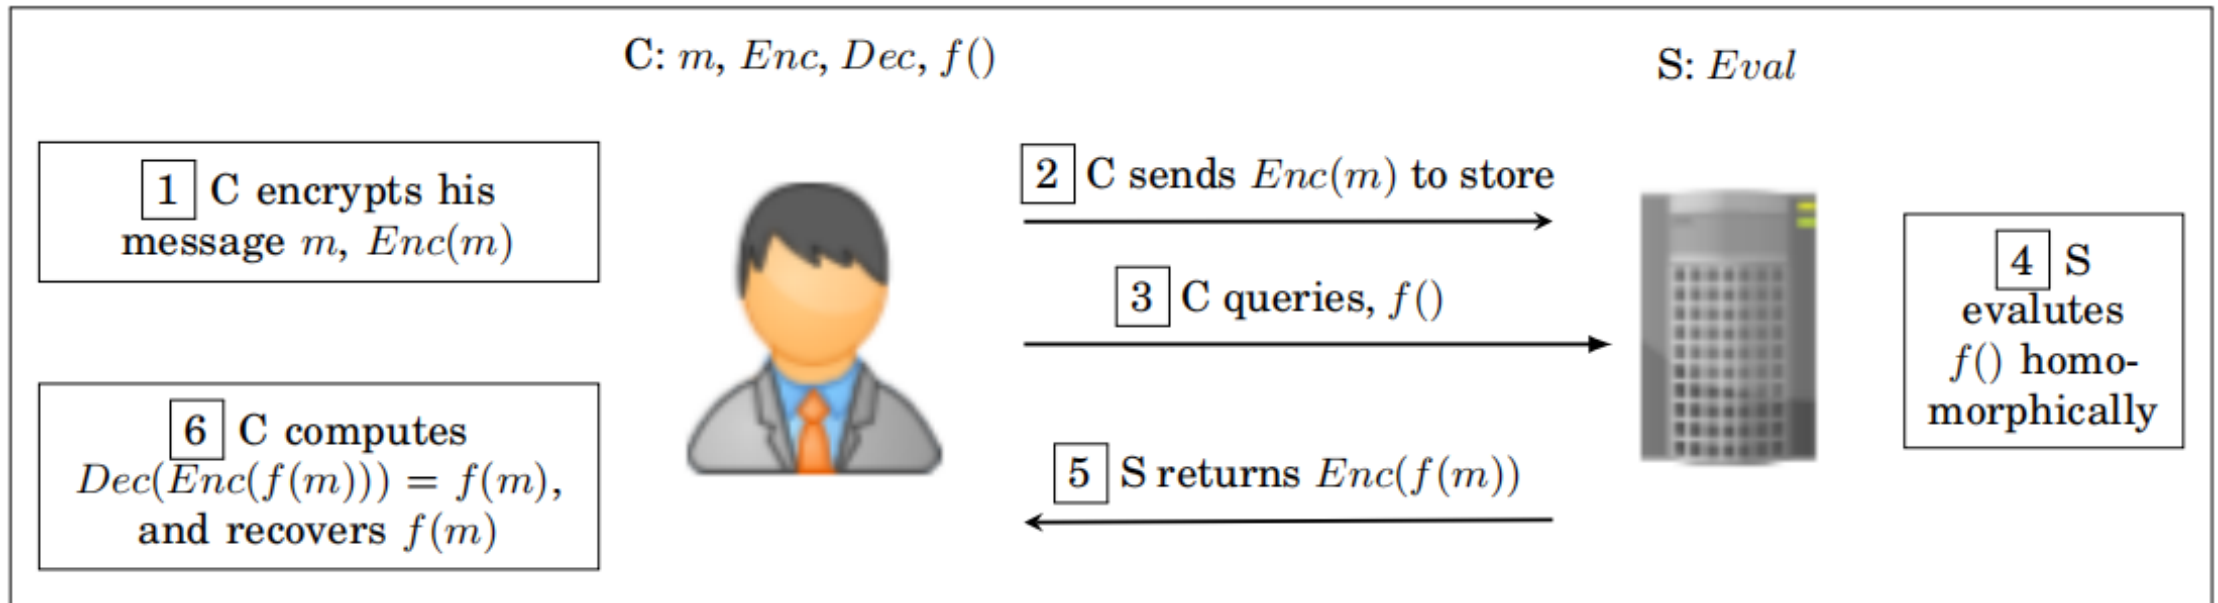 C: m, Enc, Dec, f()
S: Eval
1 C encrypts his
message m, Enc(m)
2 C sends Enc(m) to store
3 C queries, f()
4 S
evalutes
f() homo-
morphically
5 S returns Enc(f(m))
6 C computes
Dec(Enc(f(m))) = f(m),
and recovers f(m)